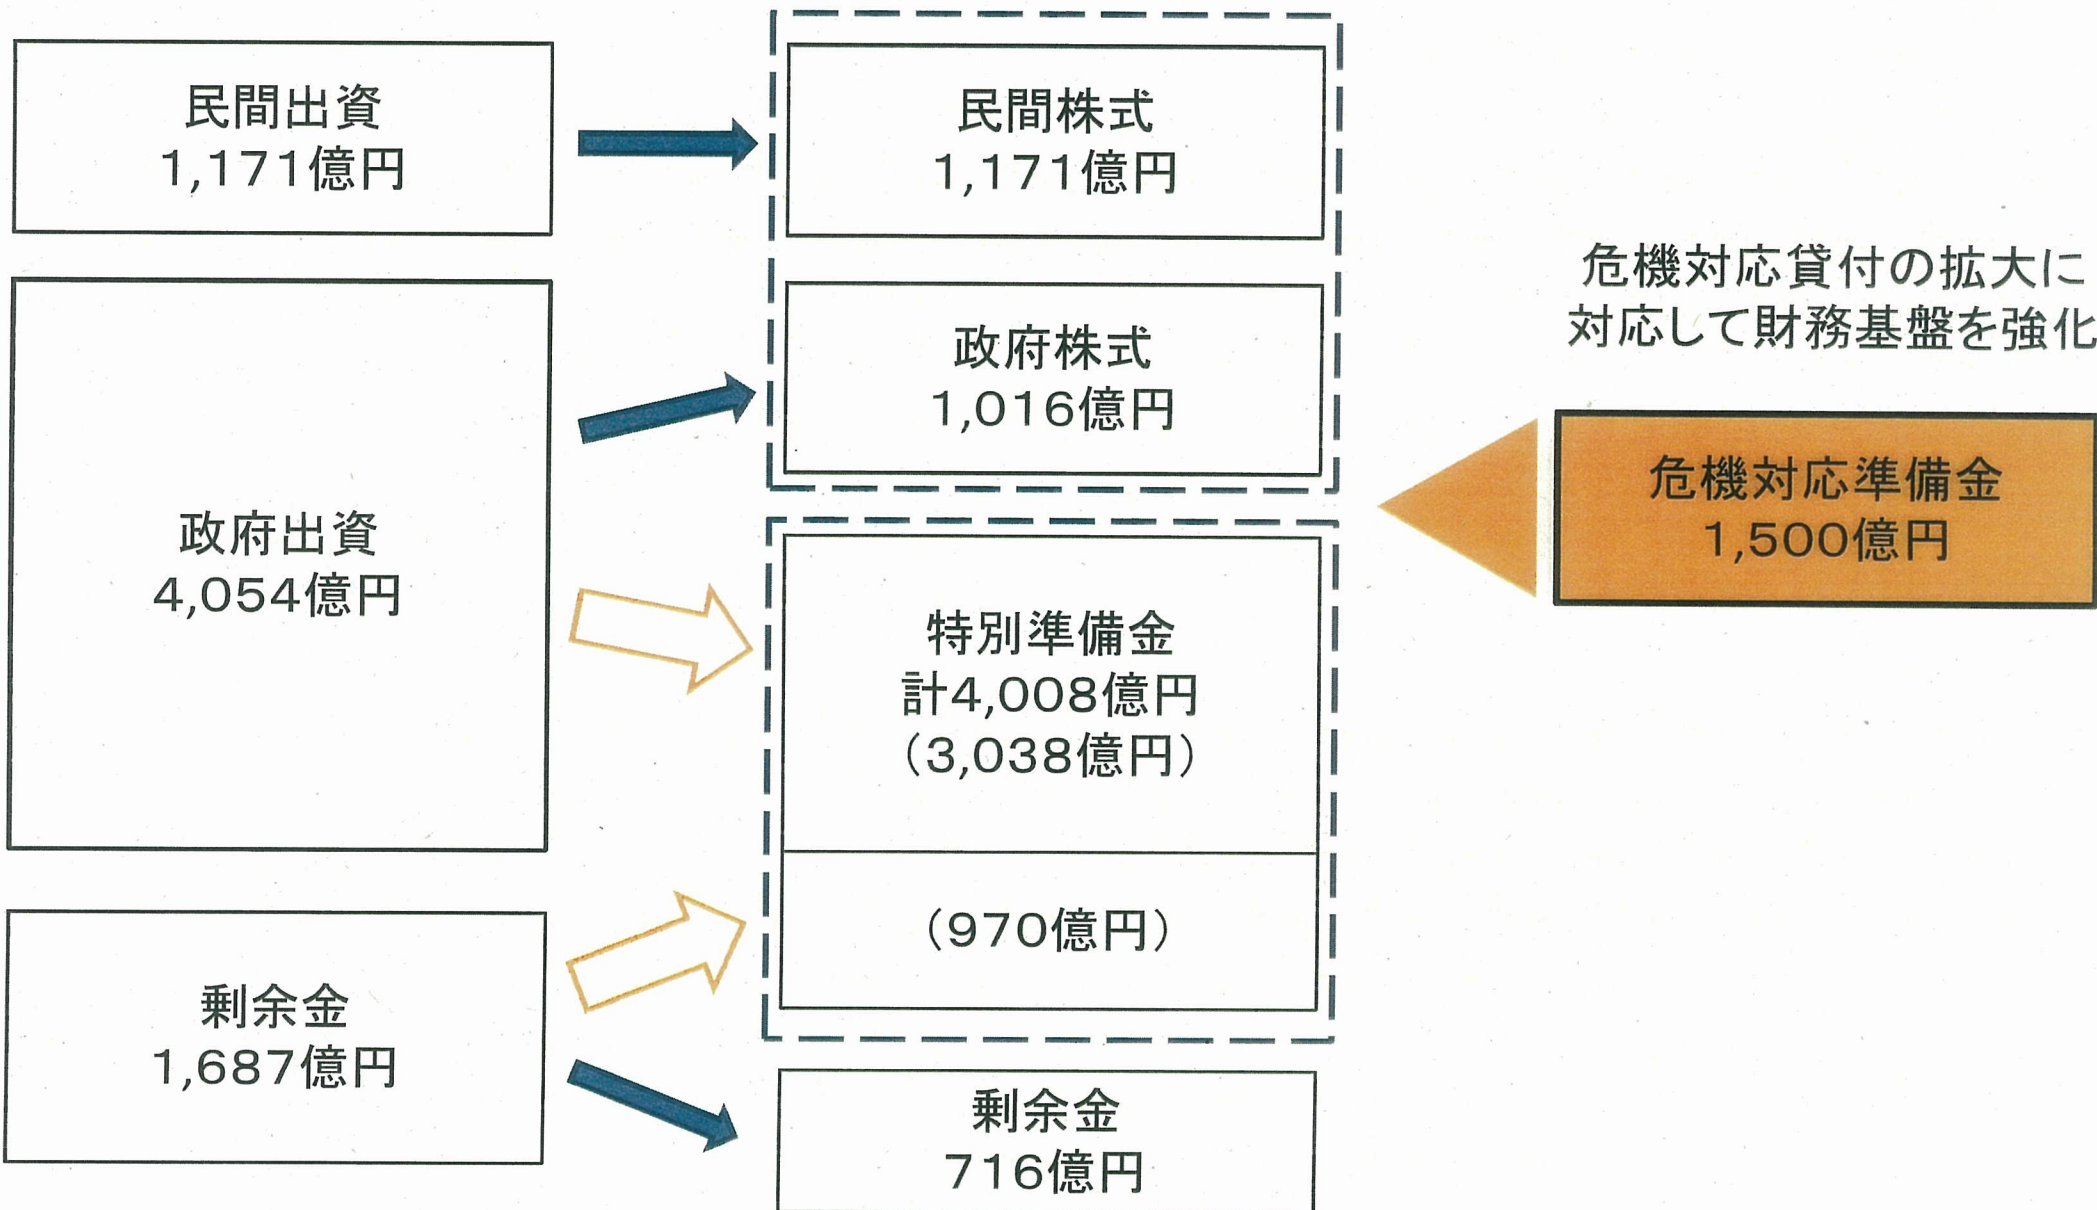 民間出資
1,171億円
政府出資
4,054億円
剰余金
1,687億円
民間株式
1,171億円
政府株式
1,016億円
特別準備金
計4,008億円
（3,038億円）
（970億円）
剰余金
716億円
危機対応貸付の拡大に
対応して財務基盤を強化
危機対応準備金
1,500億円